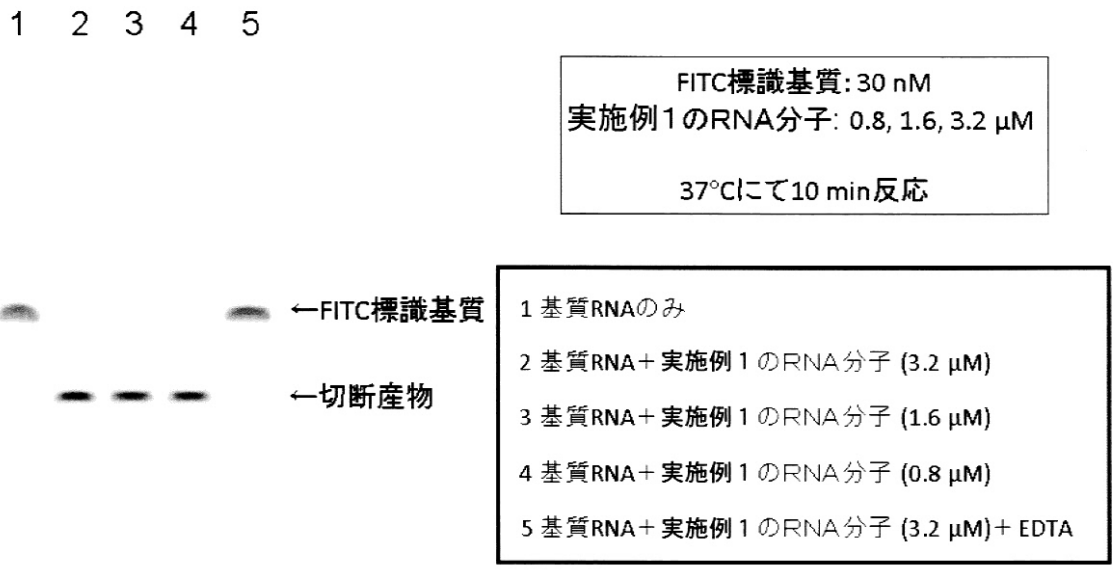 1 2 3 4 5
FITC標識基質: 30 nM
実施例1のRNA分子: 0.8, 1.6, 3.2 µM
37°Cにて10 min反応
←FITC標識基質
←切断産物
1 基質RNAのみ
2 基質RNA＋実施例１のRNA分子 (3.2 µM)
3 基質RNA＋実施例１のRNA分子 (1.6 µM)
4 基質RNA＋実施例１のRNA分子 (0.8 µM)
5 基質RNA＋実施例１のRNA分子 (3.2 µM)＋ EDTA